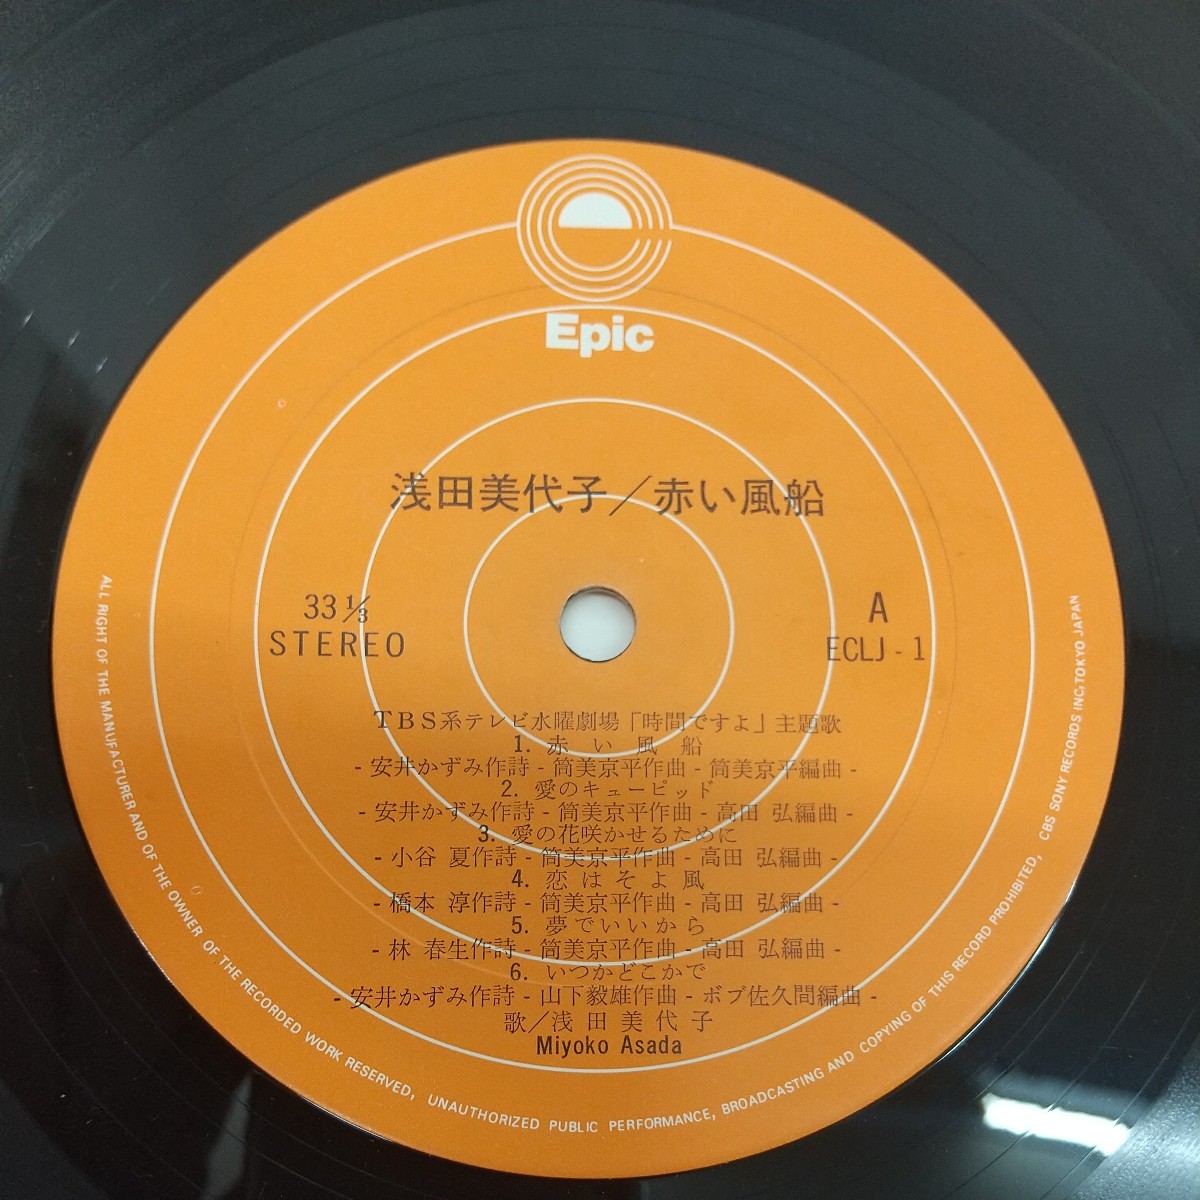 Epic
浅田美代子／赤い風船
33 1/3
STEREO
A
ECLJ - 1
TBS系テレビ水曜劇場「時間ですよ」主題歌
1. 赤い風船
- 安井かずみ作詩 - 筒美京平作曲 - 筒美京平編曲 -
2. 愛のキューピッド
- 安井かずみ作詩 - 筒美京平作曲 - 高田 弘編曲 -
3. 愛の花咲かせるために
- 小谷 夏作詩 - 筒美京平作曲 - 高田 弘編曲 -
4. 恋はそよ風
- 橋本 淳作詩 - 筒美京平作曲 - 高田 弘編曲 -
5. 夢でいいから
- 林 春生作詩 - 筒美京平作曲 - 高田 弘編曲 -
6. いつかどこかで
- 安井かずみ作詩 - 山下毅雄作曲 - ボブ佐久間編曲 -
歌／浅田美代子
Miyoko Asada
ALL RIGHT OF THE MANUFACTURER AND OF THE OWNER OF THE RECORDED WORK RESERVED, UNAUTHORIZED PUBLIC PERFORMANCE, BROADCASTING AND COPYING OF THIS RECORD PROHIBITED, CBS SONY RECORDS INC; TOKYO JAPAN